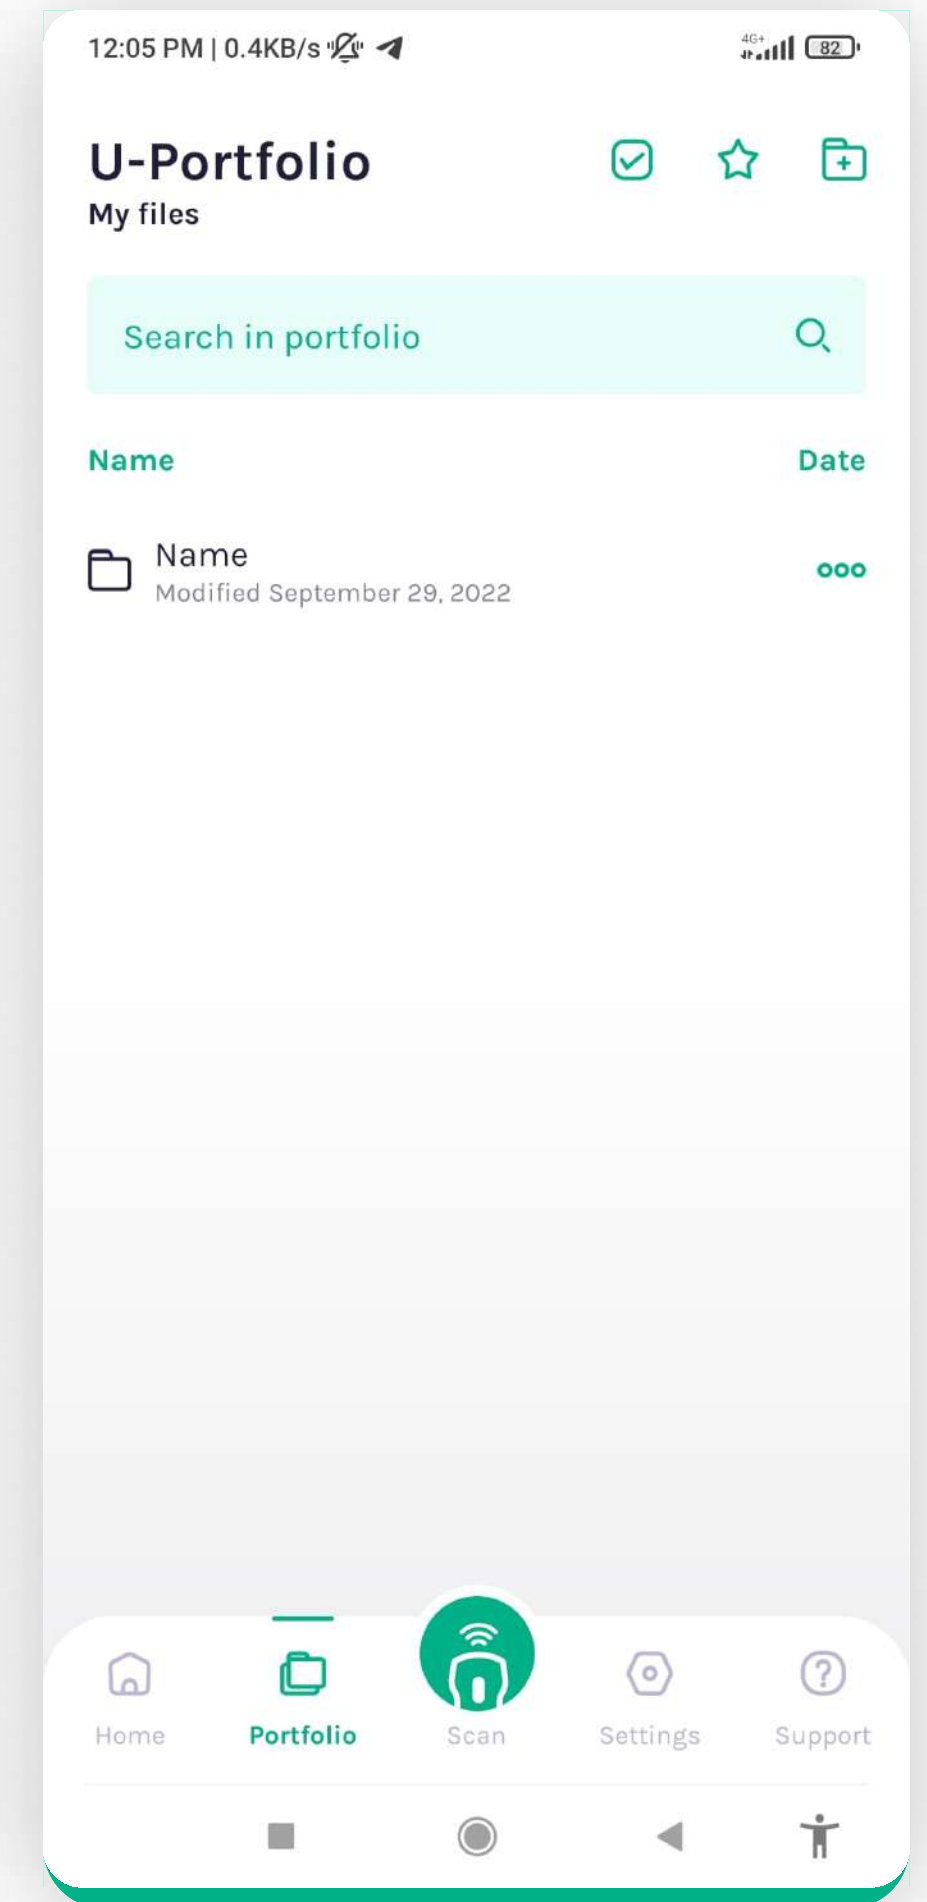 12:05 PM | 0.4KB/s
4G+
82
U-Portfolio
My files
Search in portfolio
Name Date
Name
Modified September 29, 2022
Home Portfolio Scan Settings Support